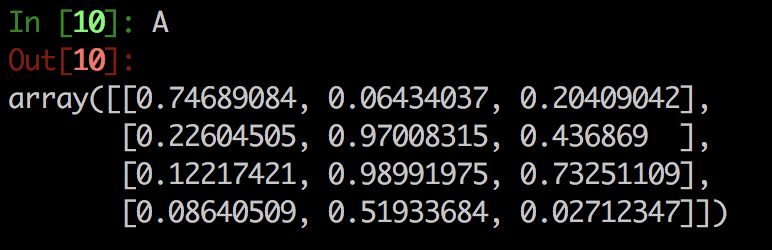 In [10]: A
Out[10]:
array([[0.74689084, 0.06434037, 0.20409042],
       [0.22604505, 0.97008315, 0.436869  ],
       [0.12217421, 0.98991975, 0.73251109],
       [0.08640509, 0.51933684, 0.02712347]])